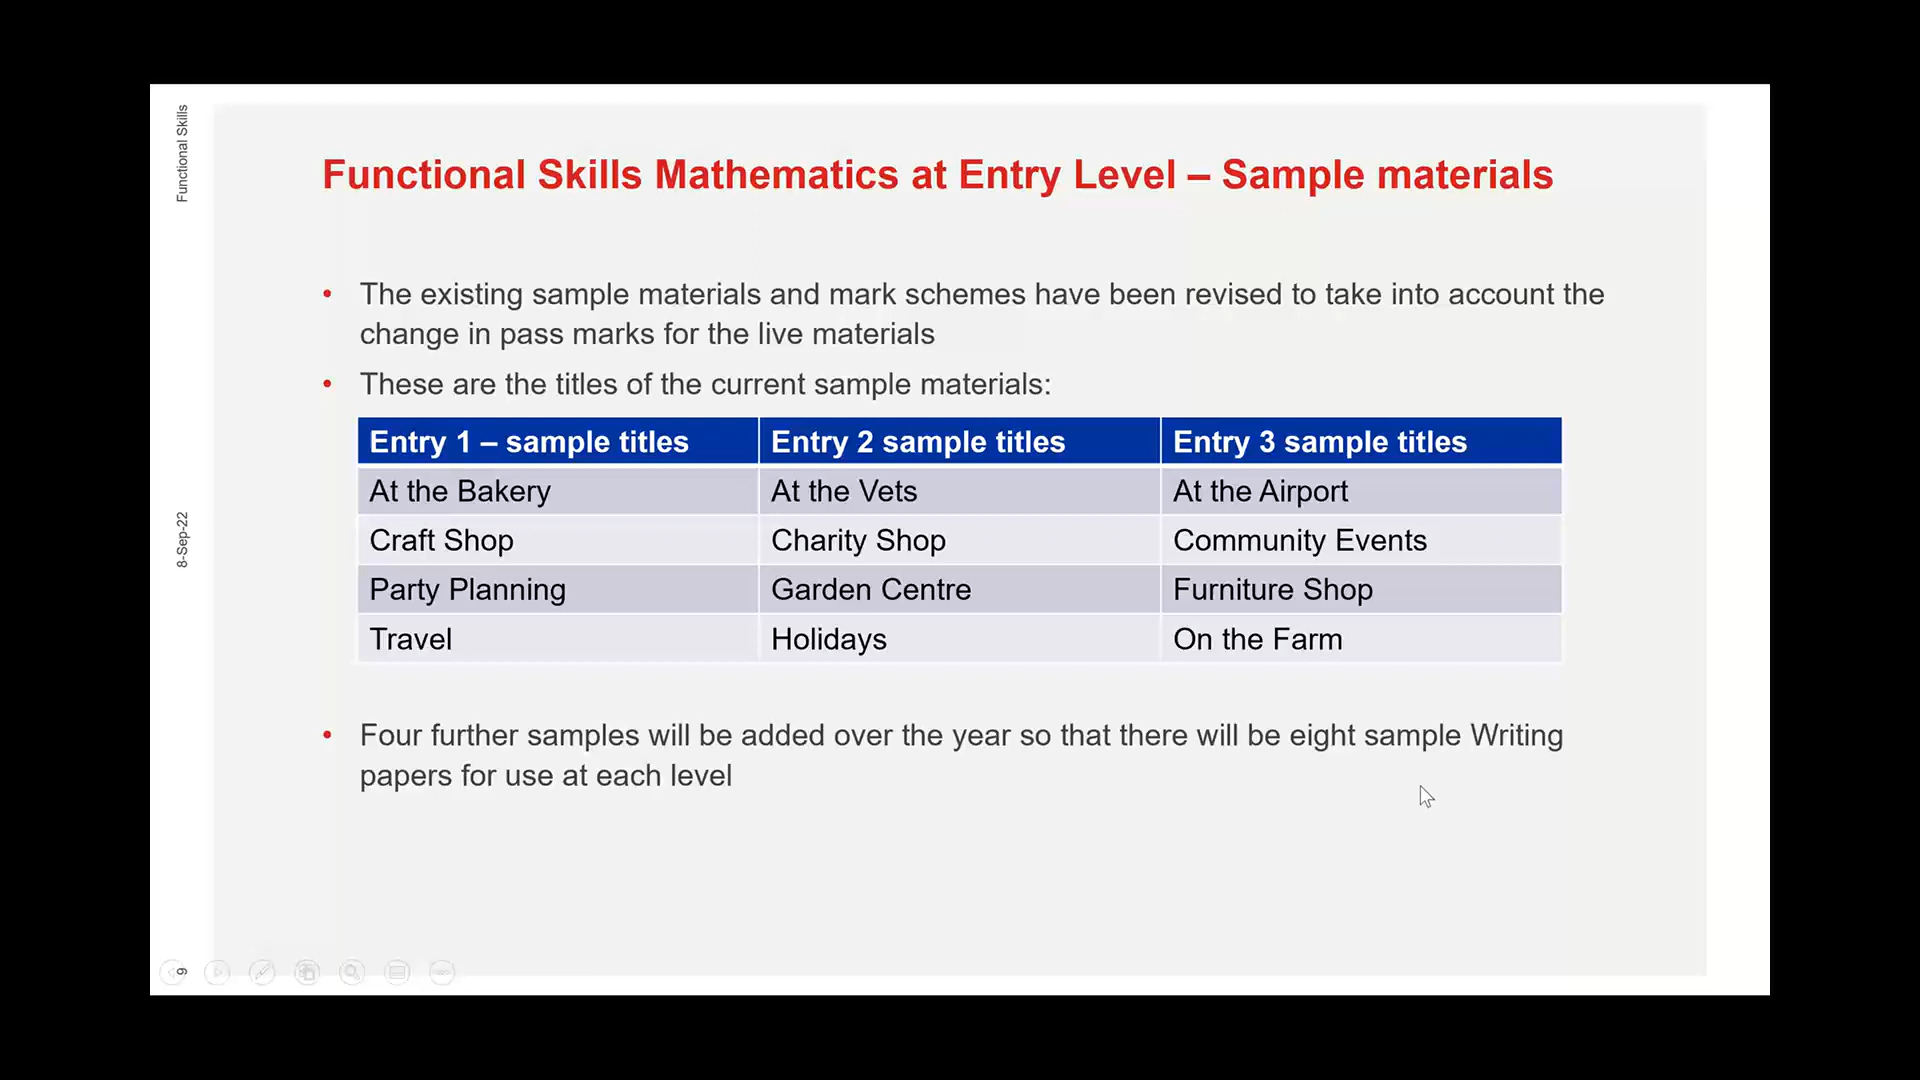 Functional Skills
8-Sep-22
9
Functional Skills Mathematics at Entry Level – Sample materials
• The existing sample materials and mark schemes have been revised to take into account the
change in pass marks for the live materials
• These are the titles of the current sample materials:
Entry 1 – sample titles Entry 2 sample titles Entry 3 sample titles
At the Bakery At the Vets At the Airport
Craft Shop Charity Shop Community Events
Party Planning Garden Centre Furniture Shop
Travel Holidays On the Farm
• Four further samples will be added over the year so that there will be eight sample Writing
papers for use at each level